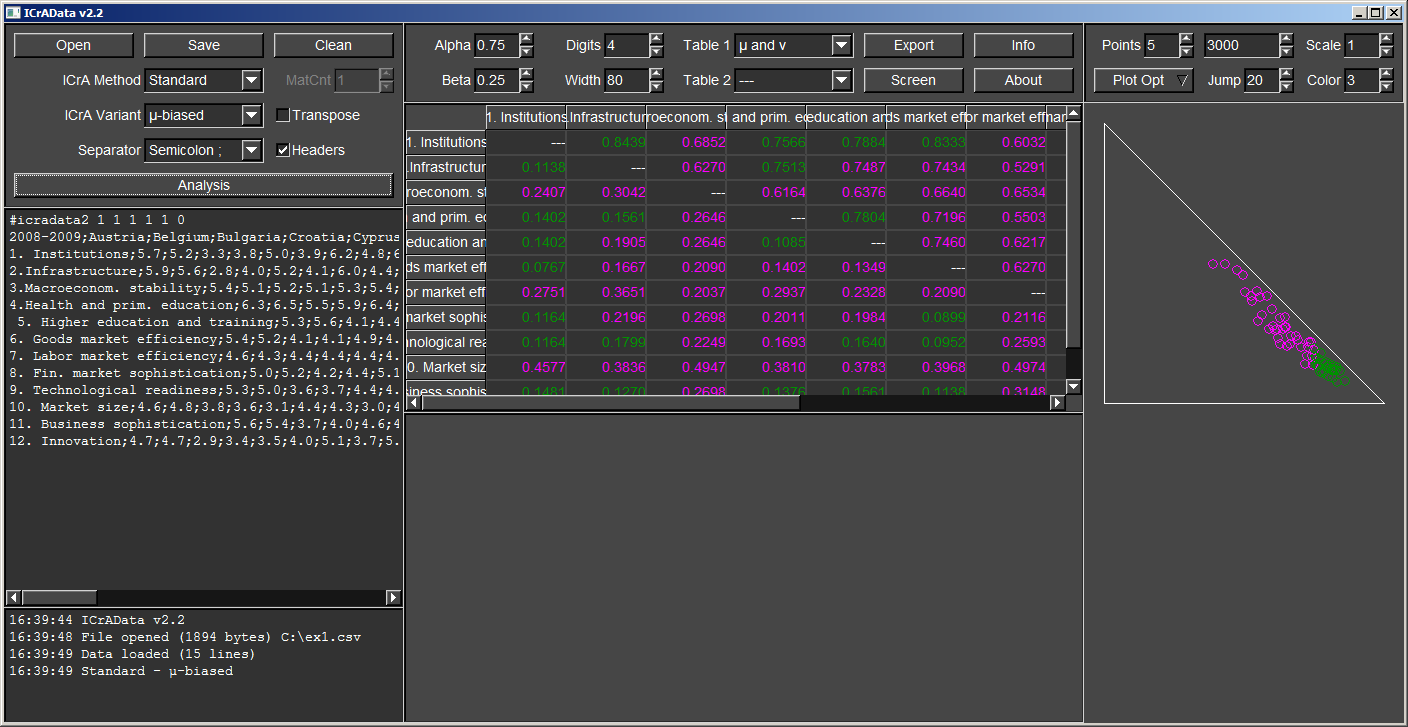 ICrAData v2.2
Open Save Clean
ICrA Method Standard MatCnt 1
ICrA Variant µ-biased Transpose
Separator Semicolon ; Headers
Analysis
#icradata2 1 1 1 1 1 0
2008-2009;Austria;Belgium;Bulgaria;Croatia;Cyprus
1. Institutions;5.7;5.2;3.3;3.8;5.0;3.9;6.2;4.8;6
2.Infrastructure;5.9;5.6;2.8;4.0;5.2;4.1;6.0;4.4;
3.Macroeconom. stability;5.4;5.1;5.2;5.1;5.3;5.4;
4.Health and prim. education;6.3;6.5;5.5;5.9;6.4;
5. Higher education and training;5.3;5.6;4.1;4.4
6. Goods market efficiency;5.4;5.2;4.1;4.1;4.9;4.
7. Labor market efficiency;4.6;4.3;4.4;4.4;4.4;4.
8. Fin. market sophistication;5.0;5.2;4.2;4.4;5.1
9. Technological readiness;5.3;5.0;3.6;3.7;4.4;4.
10. Market size;4.6;4.8;3.8;3.6;3.1;4.4;4.3;3.0;4
11. Business sophistication;5.6;5.4;3.7;4.0;4.6;4
12. Innovation;4.7;4.7;2.9;3.4;3.5;4.0;5.1;3.7;5.
16:39:44 ICrAData v2.2
16:39:48 File opened (1894 bytes) C:\ex1.csv
16:39:49 Data loaded (15 lines)
16:39:49 Standard - µ-biased
Alpha 0.75 Digits 4 Table 1 µ and ν Export Info
Beta 0.25 Width 80 Table 2 --- Screen About
1. Institutions .Infrastructur roeconom. st and prim. ed education an ds market eff or market eff mar
1. Institutions --- 0.8439 0.6852 0.7566 0.7884 0.8333 0.6032
.Infrastructur 0.1138 --- 0.6270 0.7513 0.7487 0.7434 0.5291
roeconom. st 0.2407 0.3042 --- 0.6164 0.6376 0.6640 0.6534
and prim. ed 0.1402 0.1561 0.2646 --- 0.7804 0.7196 0.5503
education an 0.1402 0.1905 0.2646 0.1085 --- 0.7460 0.6217
ds market eff 0.0767 0.1667 0.2090 0.1402 0.1349 --- 0.6270
or market eff 0.2751 0.3651 0.2037 0.2937 0.2328 0.2090 ---
market sophis 0.1164 0.2196 0.2698 0.2011 0.1984 0.0899 0.2116
nological rea 0.1164 0.1799 0.2249 0.1693 0.1640 0.0952 0.2593
0. Market siz 0.4577 0.3836 0.4947 0.3810 0.3783 0.3968 0.4974
siness sophis 0.1481 0.1270 0.2698 0.1376 0.1561 0.1138 0.3148
Points 5 3000 Scale 1
Plot Opt Jump 20 Color 3